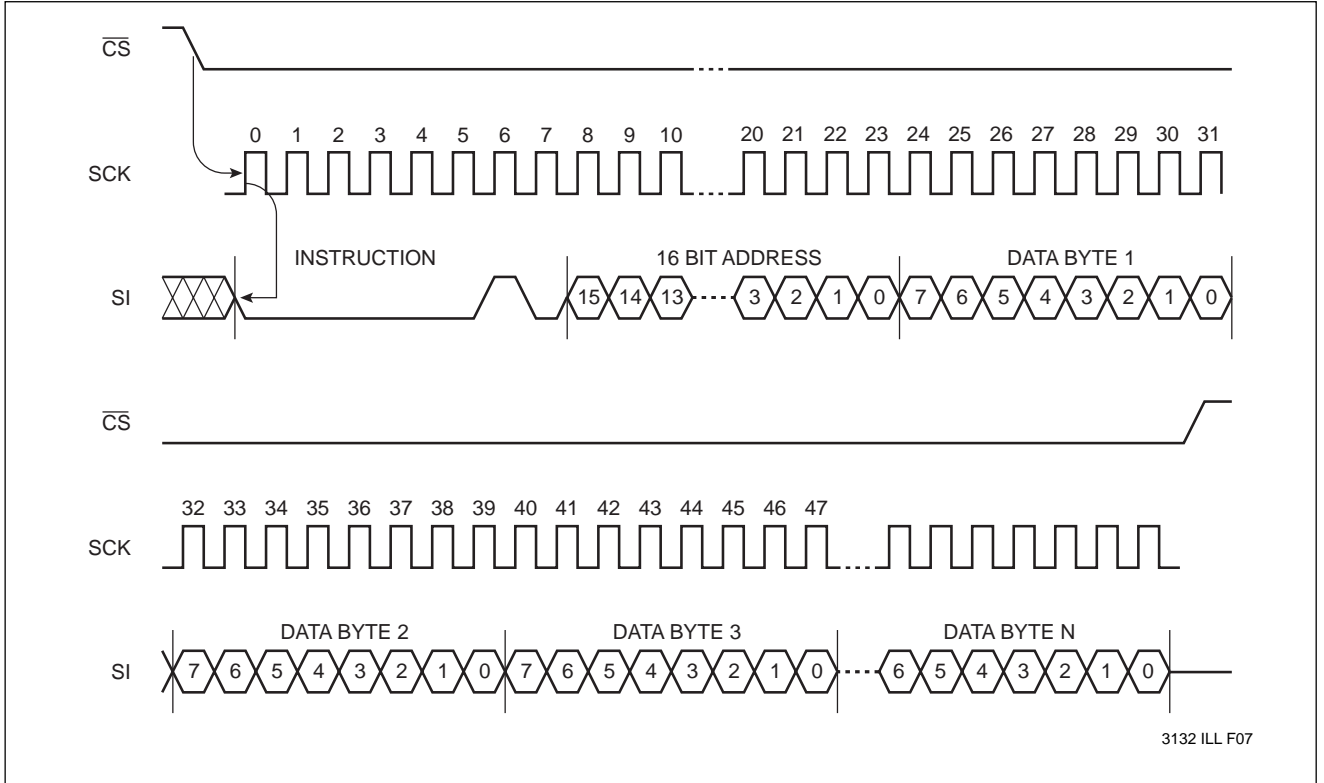 CS
0 1 2 3 4 5 6 7 8 9 10 20 21 22 23 24 25 26 27 28 29 30 31
SCK
INSTRUCTION 16 BIT ADDRESS DATA BYTE 1
SI 15 14 13 3 2 1 0 7 6 5 4 3 2 1 0
CS
32 33 34 35 36 37 38 39 40 41 42 43 44 45 46 47
SCK
DATA BYTE 2 DATA BYTE 3 DATA BYTE N
SI 7 6 5 4 3 2 1 0 7 6 5 4 3 2 1 0 6 5 4 3 2 1 0
3132 ILL F07